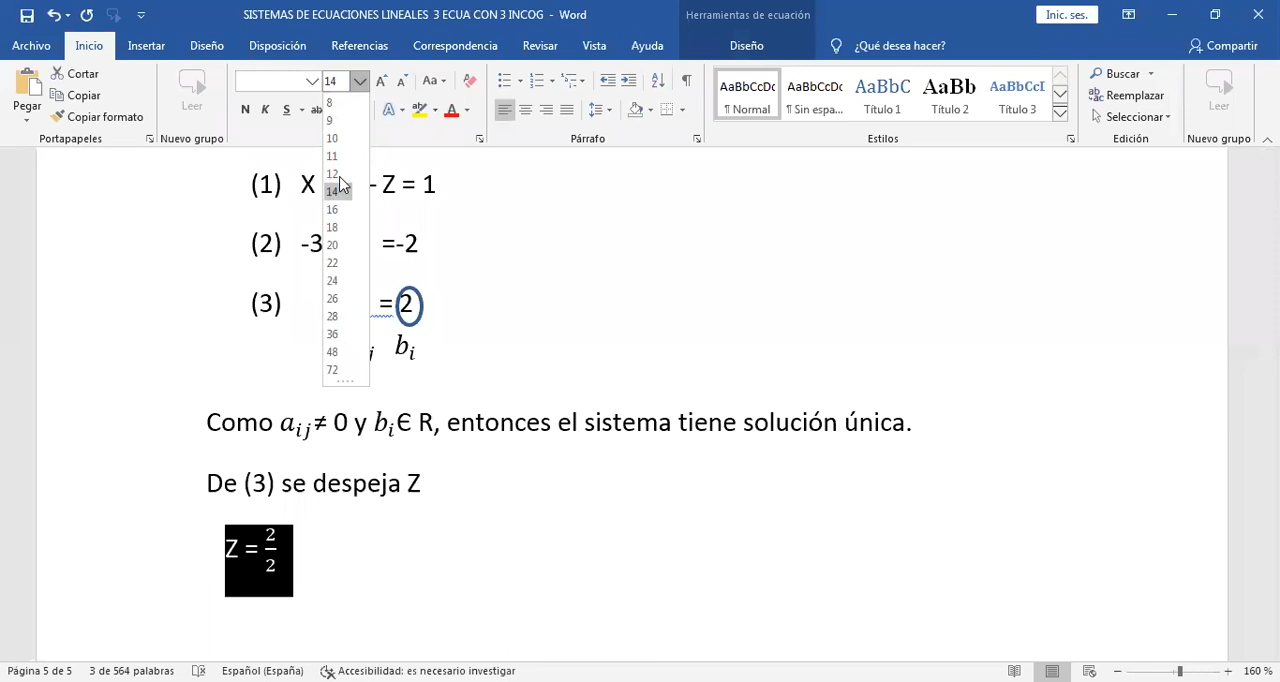 SISTEMAS DE ECUACIONES LINEALES 3 ECUA CON 3 INCOG - Word
Herramientas de ecuación
Inic. ses.
Archivo Inicio Insertar Diseño Disposición Referencias Correspondencia Revisar Vista Ayuda Diseño ¿Qué desea hacer? Compartir
Pegar
Cortar
Copiar
Copiar formato
Portapapeles
Leer
Nuevo grupo
14
N K S ab
Aa
A
Párrafo
AaBbCcDc
¶ Normal
AaBbCcDc
¶ Sin espa...
AaBbC
Título 1
AaBb
Título 2
AaBbCcI
Título 3
Estilos
Buscar
Reemplazar
Seleccionar
Edición
Leer
Nuevo grupo
8
9
10
11
12
14
16
18
20
22
24
26
28
36
48
72
(1) X - Z = 1
(2) -3 =-2
(3) = 2
j bᵢ
Como aᵢⱼ≠ 0 y bᵢЄ R, entonces el sistema tiene solución única.
De (3) se despeja Z
Z = 2/2
Página 5 de 5 3 de 564 palabras Español (España) Accesibilidad: es necesario investigar 160 %